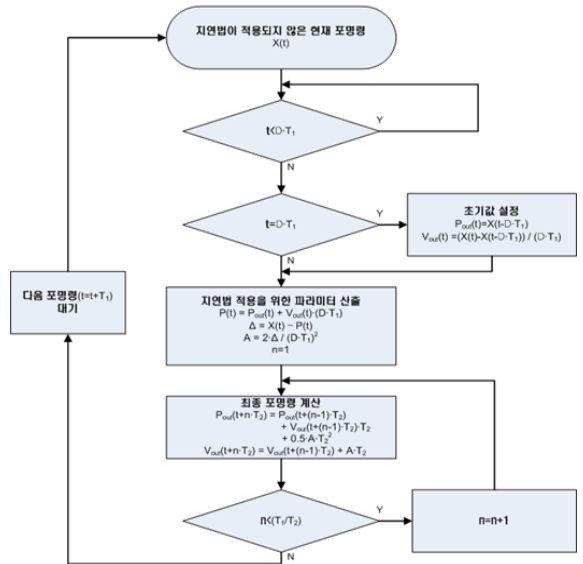 지연법이 적용되지 않은 현재 포명령
X(t)
t<D·T₁
Y
N
t=D·T₁
Y
N
초기값 설정
Pout(t)=X(t-D·T₁)
Vout(t) =(X(t)-X(t-D·T₁)) / (D·T₁)
다음 포명령(t=t+T₁)
대기
지연법 적용을 위한 파라미터 산출
P(t) = Pout(t) + Vout(t)·(D·T₁)
Δ = X(t) – P(t)
A = 2·Δ / (D·T₁)²
n=1
최종 포명령 계산
Pout(t+n·T₂) = Pout(t+(n-1)·T₂)
+ Vout(t+(n-1)·T₂)·T₂
+ 0.5·A·T₂²
Vout(t+n·T₂) = Vout(t+(n-1)·T₂) + A·T₂
n<(T₁/T₂)
Y
N
n=n+1